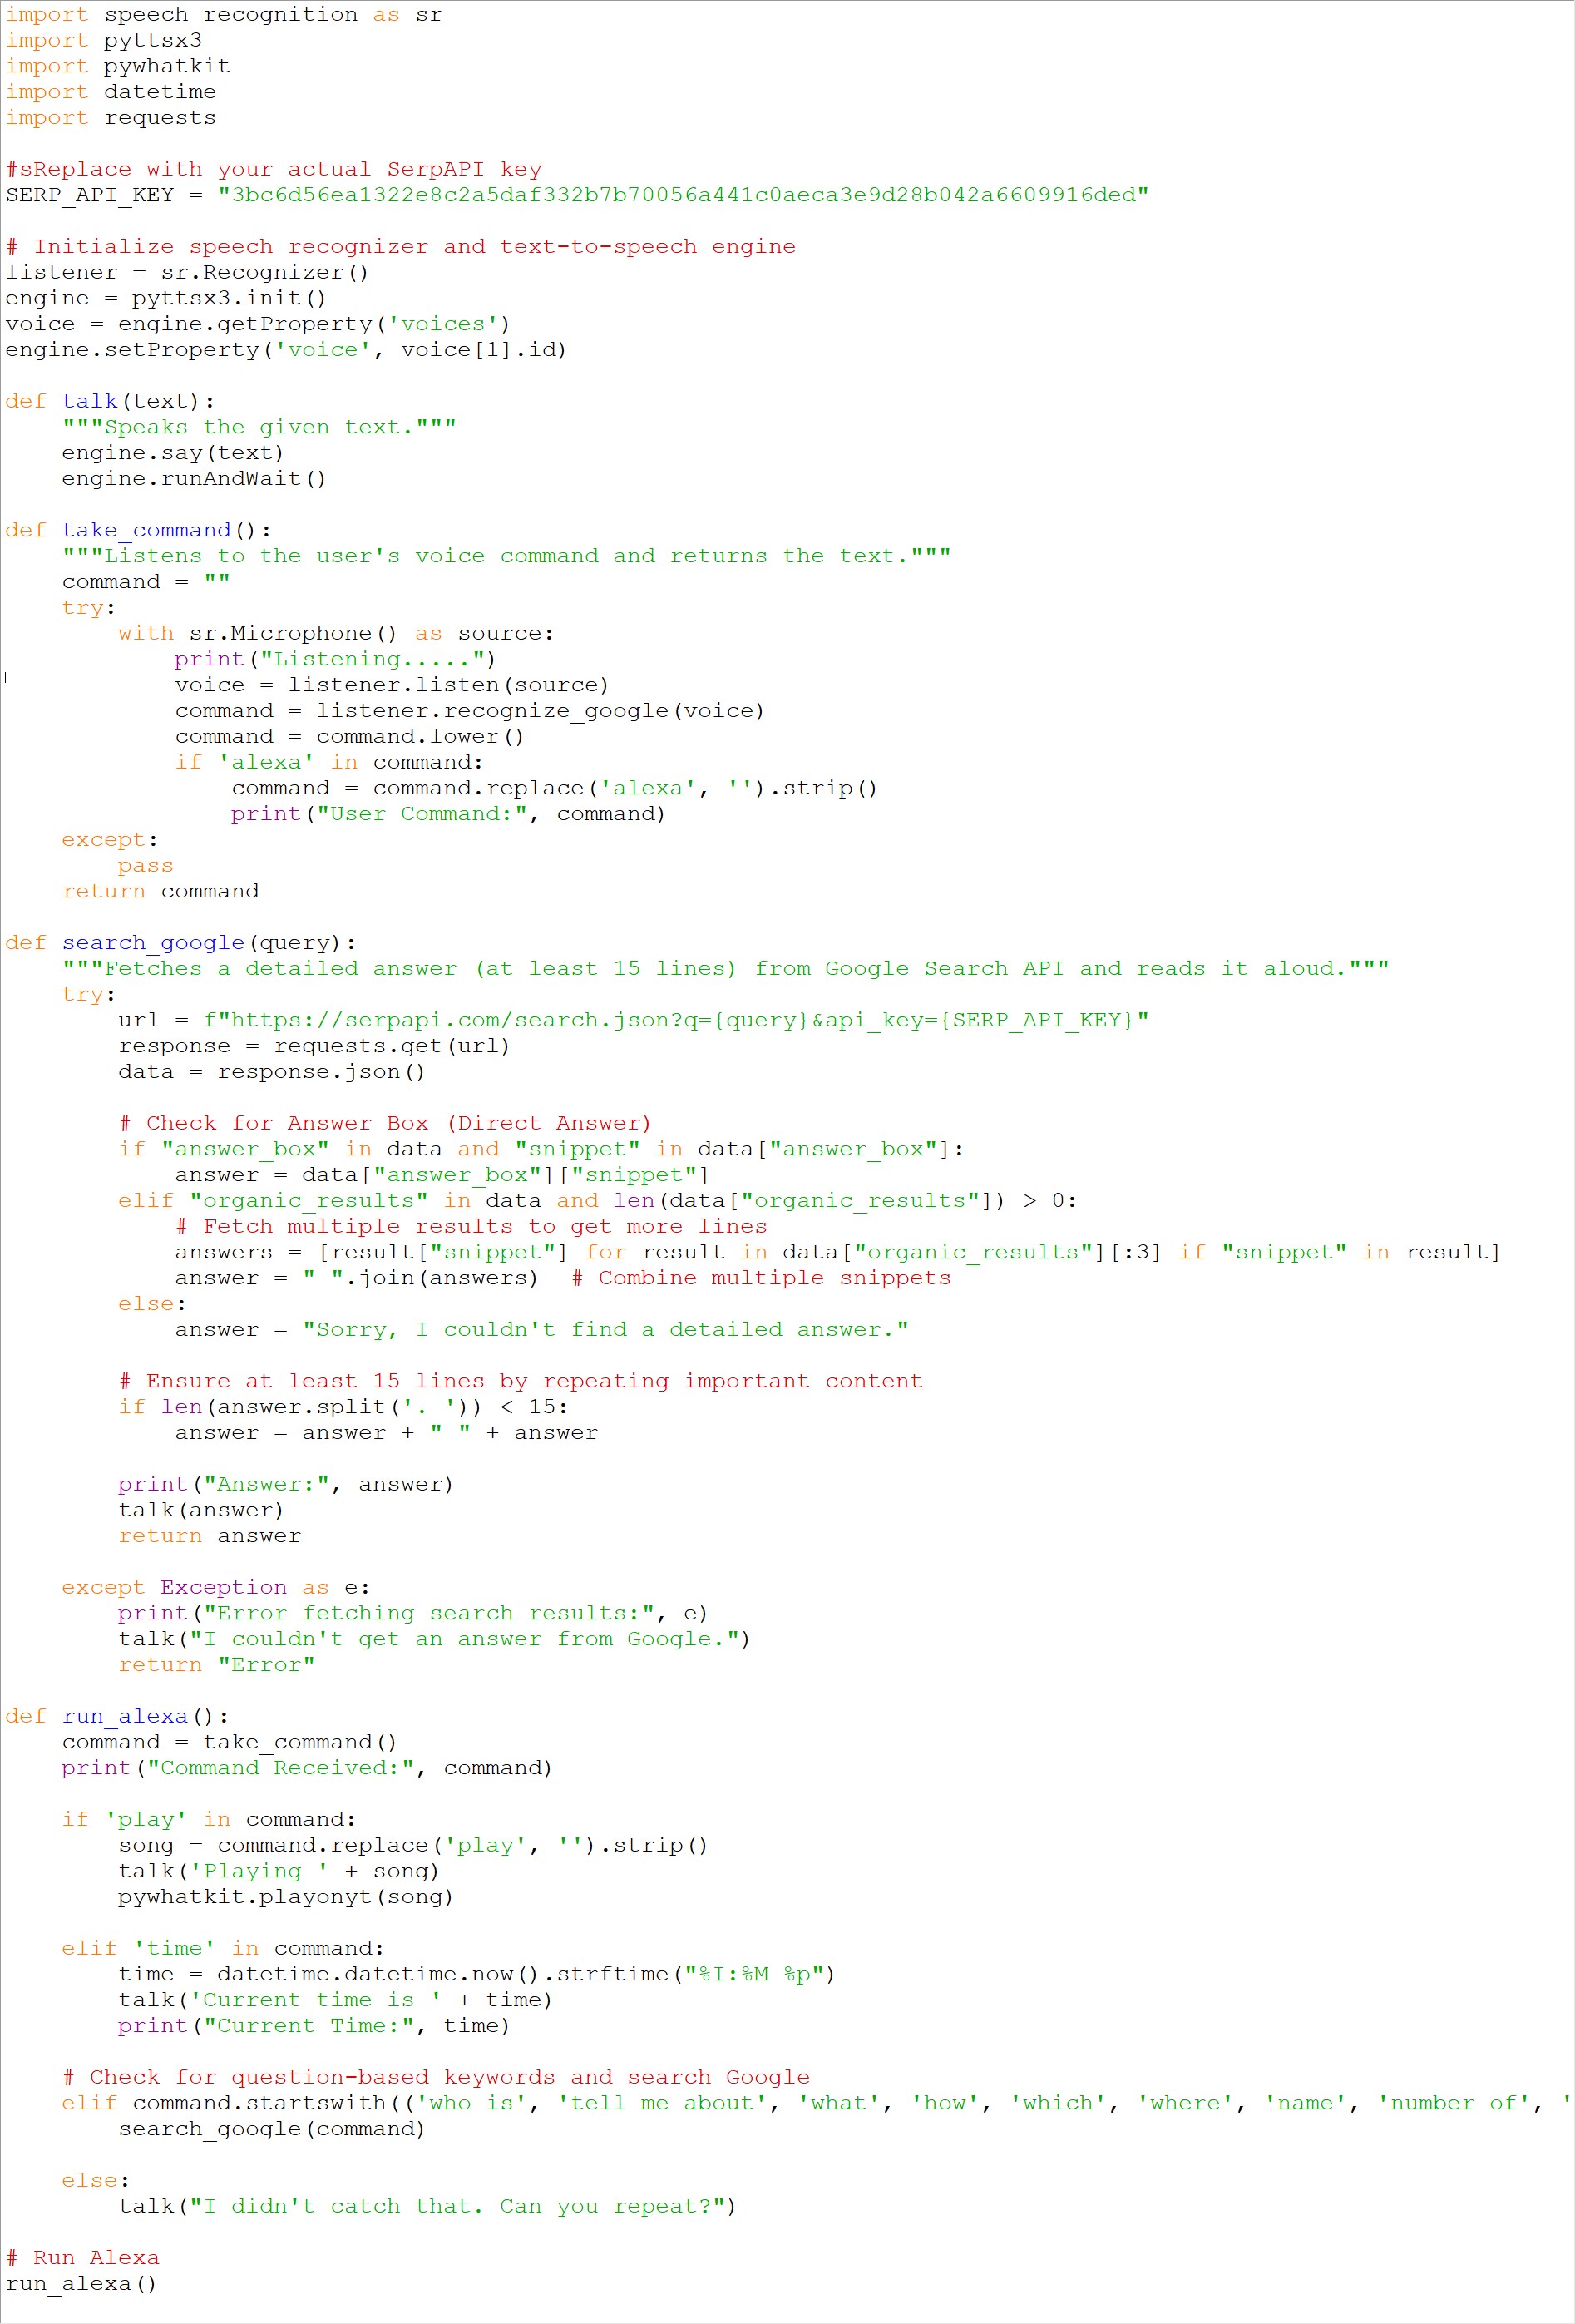 import speech_recognition as sr
import pyttsx3
import pywhatkit
import datetime
import requests

#sReplace with your actual SerpAPI key
SERP_API_KEY = "3bc6d56ea1322e8c2a5daf332b7b70056a441c0aeca3e9d28b042a6609916ded"

# Initialize speech recognizer and text-to-speech engine
listener = sr.Recognizer()
engine = pyttsx3.init()
voice = engine.getProperty('voices')
engine.setProperty('voice', voice[1].id)

def talk(text):
    """Speaks the given text."""
    engine.say(text)
    engine.runAndWait()

def take_command():
    """Listens to the user's voice command and returns the text."""
    command = ""
    try:
        with sr.Microphone() as source:
            print("Listening.....")
            voice = listener.listen(source)
            command = listener.recognize_google(voice)
            command = command.lower()
            if 'alexa' in command:
                command = command.replace('alexa', '').strip()
                print("User Command:", command)
    except:
        pass
    return command

def search_google(query):
    """Fetches a detailed answer (at least 15 lines) from Google Search API and reads it aloud."""
    try:
        url = f"https://serpapi.com/search.json?q={query}&api_key={SERP_API_KEY}"
        response = requests.get(url)
        data = response.json()

        # Check for Answer Box (Direct Answer)
        if "answer_box" in data and "snippet" in data["answer_box"]:
            answer = data["answer_box"]["snippet"]
        elif "organic_results" in data and len(data["organic_results"]) > 0:
            # Fetch multiple results to get more lines
            answers = [result["snippet"] for result in data["organic_results"][:3] if "snippet" in result]
            answer = " ".join(answers)  # Combine multiple snippets
        else:
            answer = "Sorry, I couldn't find a detailed answer."

        # Ensure at least 15 lines by repeating important content
        if len(answer.split('. ')) < 15:
            answer = answer + " " + answer

        print("Answer:", answer)
        talk(answer)
        return answer

    except Exception as e:
        print("Error fetching search results:", e)
        talk("I couldn't get an answer from Google.")
        return "Error"

def run_alexa():
    command = take_command()
    print("Command Received:", command)

    if 'play' in command:
        song = command.replace('play', '').strip()
        talk('Playing ' + song)
        pywhatkit.playonyt(song)

    elif 'time' in command:
        time = datetime.datetime.now().strftime("%I:%M %p")
        talk('Current time is ' + time)
        print("Current Time:", time)

    # Check for question-based keywords and search Google
    elif command.startswith(('who is', 'tell me about', 'what', 'how', 'which', 'where', 'name', 'number of', '
        search_google(command)

    else:
        talk("I didn't catch that. Can you repeat?")

# Run Alexa
run_alexa()